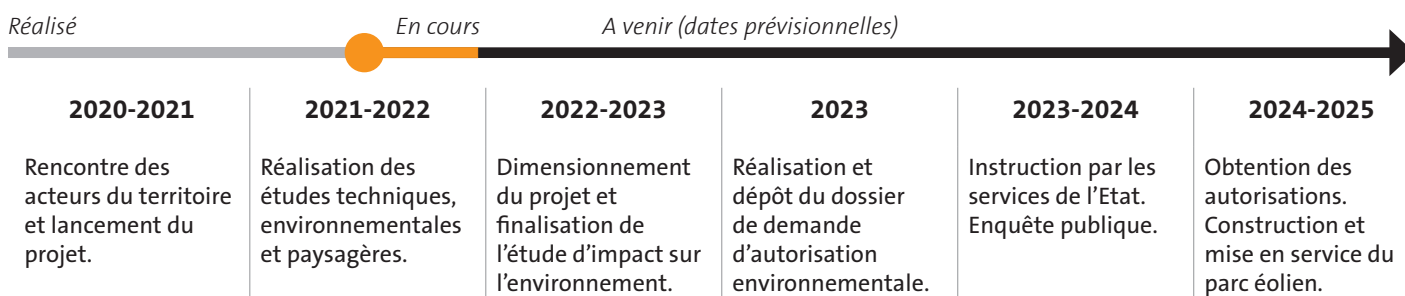 Réalisé
En cours
A venir (dates prévisionnelles)
2020-2021
Rencontre des
acteurs du territoire
et lancement du
projet.
2021-2022
Réalisation des
études techniques,
environnementales
et paysagères.
2022-2023
Dimensionnement
du projet et
finalisation de
l’étude d’impact sur
l’environnement.
2023
Réalisation et
dépôt du dossier
de demande
d’autorisation
environnementale.
2023-2024
Instruction par les
services de l’Etat.
Enquête publique.
2024-2025
Obtention des
autorisations.
Construction et
mise en service du
parc éolien.